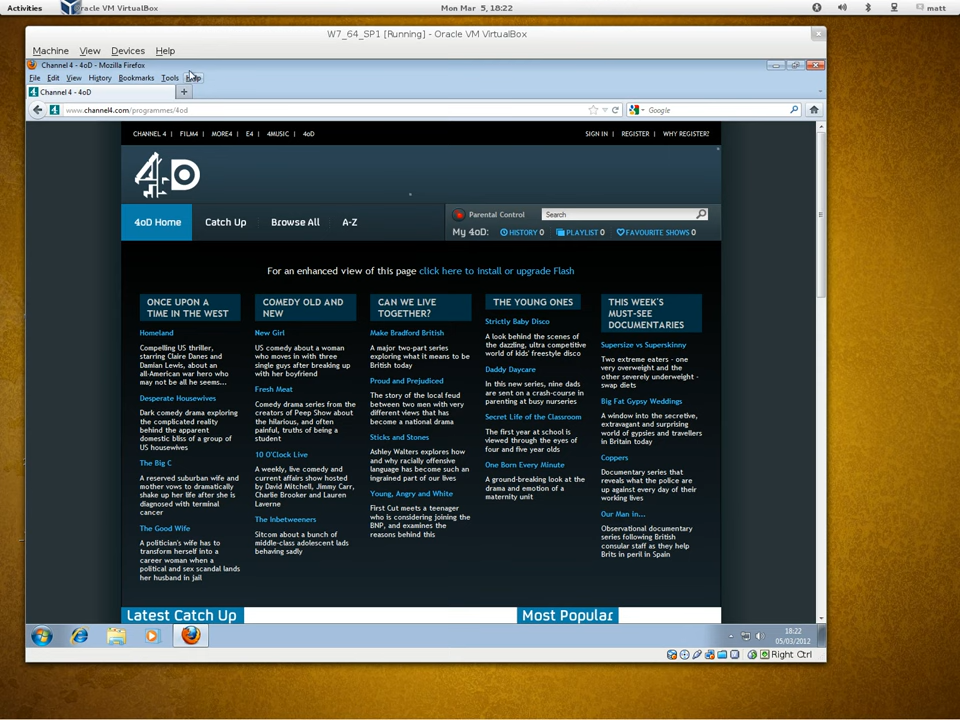 Activities
Oracle VM VirtualBox
Mon Mar 5, 18:22
matt
W7_64_SP1 [Running] - Oracle VM VirtualBox
Machine View Devices Help
Channel 4 - 4oD - Mozilla Firefox
File Edit View History Bookmarks Tools Help
Channel 4 - 4oD
www.channel4.com/programmes/4od
Google
CHANNEL 4 | FILM4 | MORE4 | E4 | 4MUSIC | 4oD
SIGN IN | REGISTER | WHY REGISTER?
4oD
4oD Home Catch Up Browse All A-Z
Parental Control Search
My 4oD: HISTORY 0 PLAYLIST 0 FAVOURITE SHOWS 0
For an enhanced view of this page click here to install or upgrade Flash
ONCE UPON A
TIME IN THE WEST
Homeland
Compelling US thriller,
starring Claire Danes and
Damian Lewis, about an
all-American war hero who
may not be all he seems...
Desperate Housewives
Dark comedy drama exploring
the complicated reality
behind the apparent
domestic bliss of a group of
US housewives
The Big C
A reserved suburban wife and
mother vows to dramatically
shake up her life after she is
diagnosed with terminal
cancer
The Good Wife
A politician's wife has to
transform herself into a
career woman when a
political and sex scandal lands
her husband in jail
COMEDY OLD AND
NEW
New Girl
US comedy about a woman
who moves in with three
single guys after breaking up
with her boyfriend
Fresh Meat
Comedy drama series from the
creators of Peep Show about
the hilarious, and often
painful, truths of being a
student
10 O'Clock Live
A weekly, live comedy and
current affairs show hosted
by David Mitchell, Jimmy Carr,
Charlie Brooker and Lauren
Laverne
The Inbetweeners
Sitcom about a bunch of
middle-class adolescent lads
behaving sadly
CAN WE LIVE
TOGETHER?
Make Bradford British
A major two-part series
exploring what it means to be
British today
Proud and Prejudiced
The story of the local feud
between two men with very
different views that has
become a national drama
Sticks and Stones
Ashley Walters explores how
and why racially offensive
language has become such an
ingrained part of our lives
Young, Angry and White
First Cut meets a teenager
who is considering joining the
BNP, and examines the
reasons behind this
THE YOUNG ONES
Strictly Baby Disco
A look behind the scenes of
the dazzling, ultra competitive
world of kids' freestyle disco
Daddy Daycare
In this new series, nine dads
are sent on a crash-course in
parenting at busy nurseries
Secret Life of the Classroom
The first year at school is
viewed through the eyes of
four and five year olds
One Born Every Minute
A ground-breaking look at the
drama and emotion of a
maternity unit
THIS WEEK'S
MUST-SEE
DOCUMENTARIES
Supersize vs Superskinny
Two extreme eaters - one
very overweight and the
other severely underweight -
swap diets
Big Fat Gypsy Weddings
A window into the secretive,
extravagant and surprising
world of gypsies and travellers
in Britain today
Coppers
Documentary series that
reveals what the police are
up against every day of their
working lives
Our Man in...
Observational documentary
series following British
consular staff as they help
Brits in peril in Spain
Latest Catch Up
Most Popular
18:22
05/03/2012
Right Ctrl